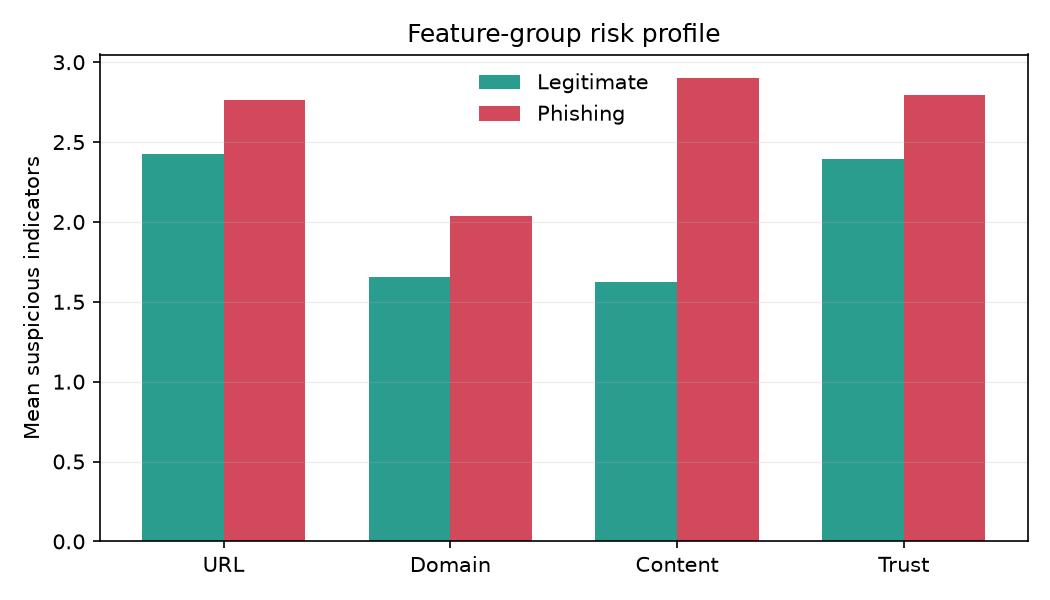 Feature-group risk profile
Legitimate
Phishing
Mean suspicious indicators
3.0
2.5
2.0
1.5
1.0
0.5
0.0
URL Domain Content Trust